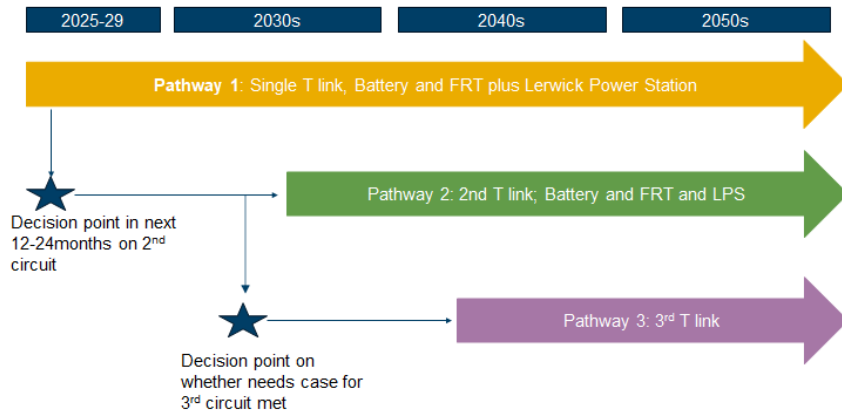 2025-29 2030s 2040s 2050s
Pathway 1: Single T link, Battery and FRT plus Lerwick Power Station
Pathway 2: 2nd T link; Battery and FRT and LPS
Decision point in next
12-24months on 2nd
circuit
Pathway 3: 3rd T link
Decision point on
whether needs case for
3rd circuit met